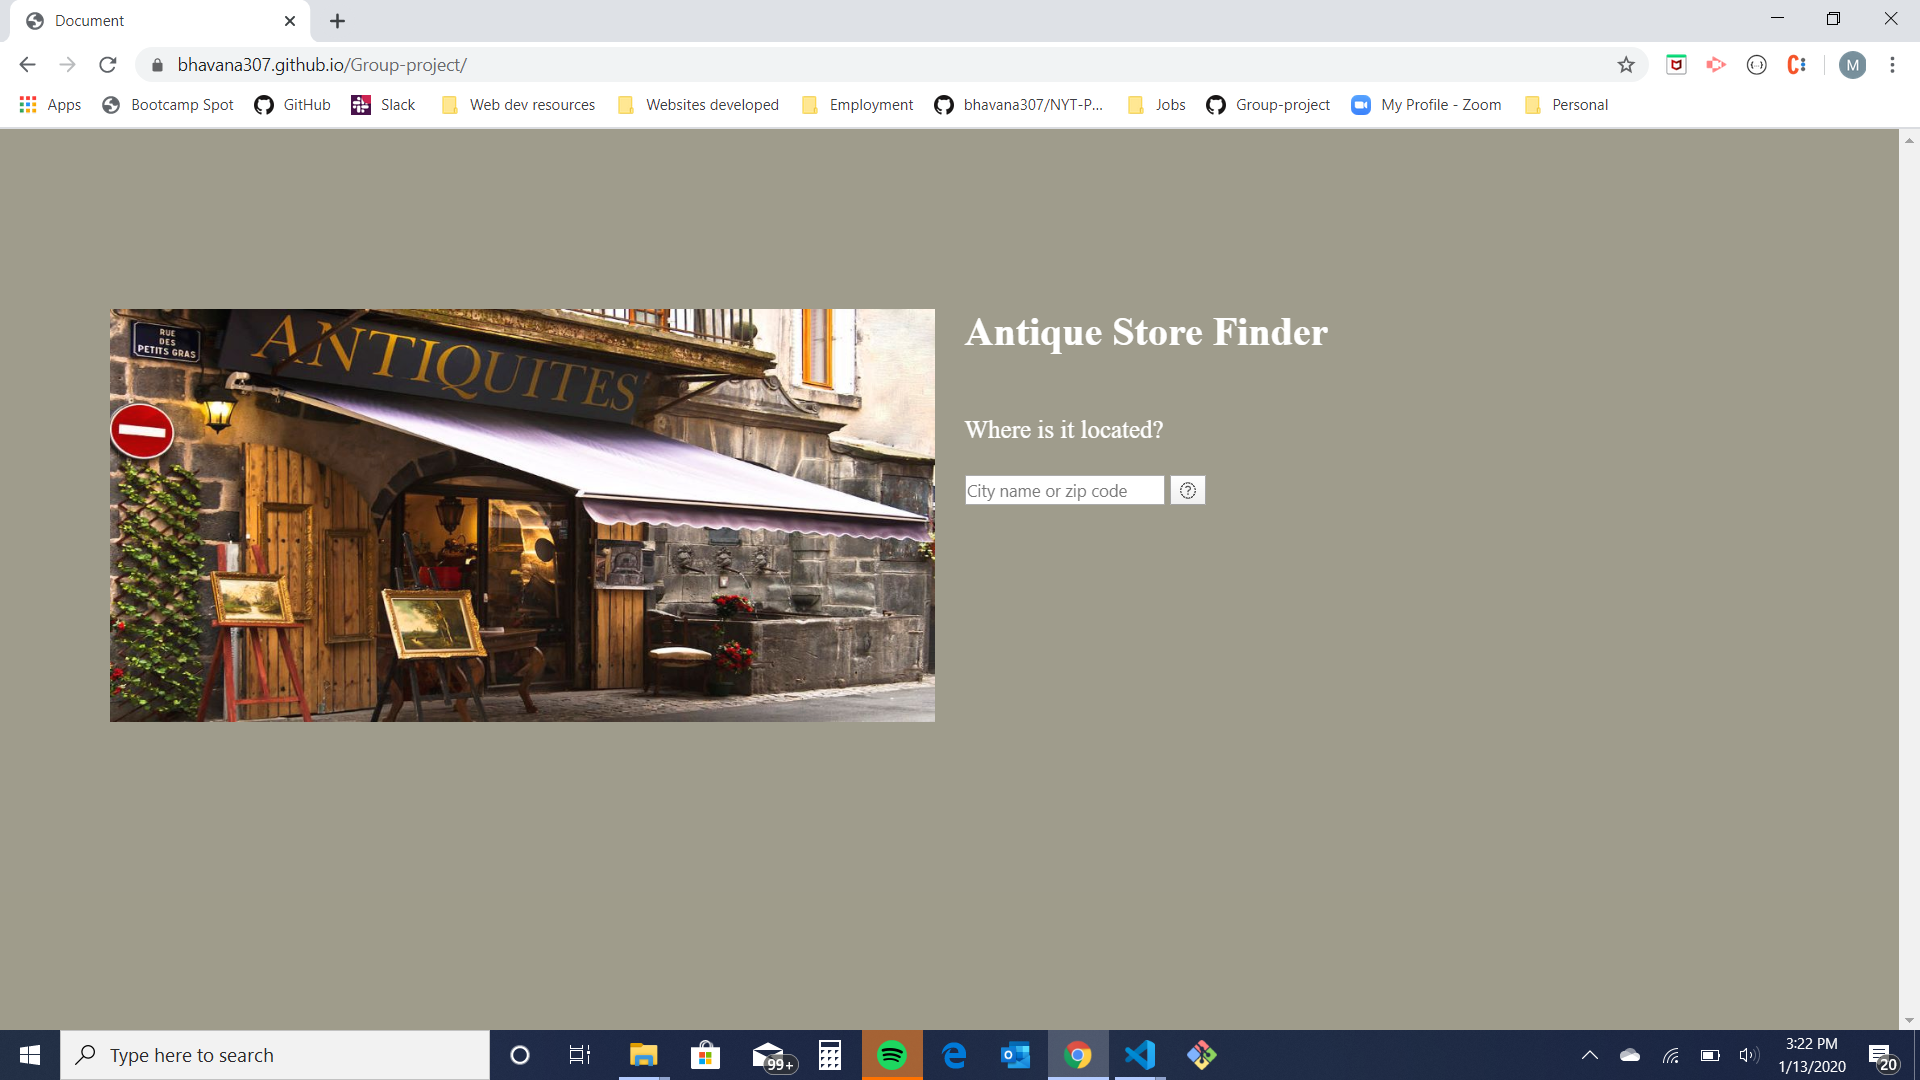 Document
bhavana307.github.io/Group-project/
M
Apps
Bootcamp Spot
GitHub
Slack
Web dev resources
Websites developed
Employment
bhavana307/NYT-P...
Jobs
Group-project
My Profile - Zoom
Personal
RUE
DES
PETITS GRAS
ANTIQUITES
Antique Store Finder
Where is it located?
City name or zip code
Type here to search
99+
3:22 PM
1/13/2020
20